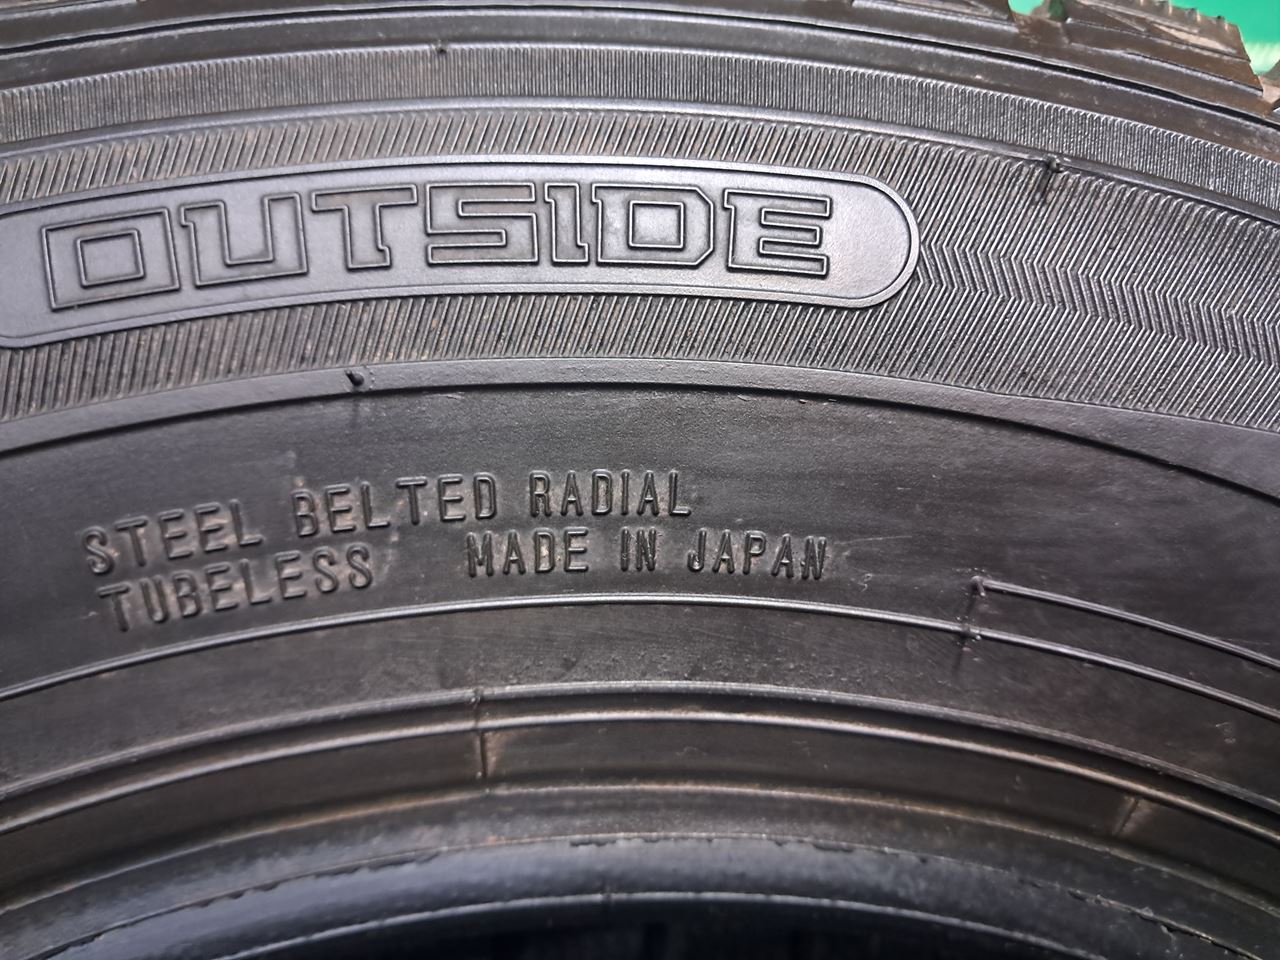 OUTSIDE
STEEL BELTED RADIAL
TUBELESS MADE IN JAPAN